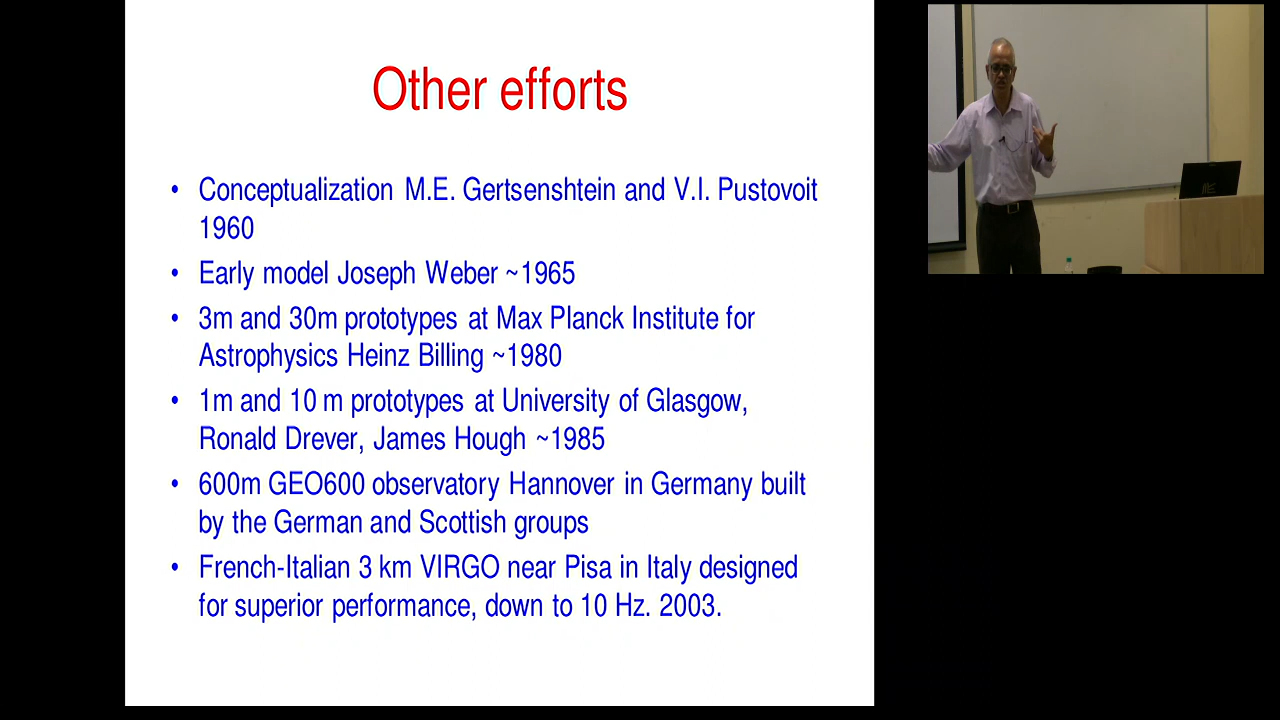 Other efforts
• Conceptualization M.E. Gertsenshtein and V.I. Pustovoit
1960
• Early model Joseph Weber ~1965
• 3m and 30m prototypes at Max Planck Institute for
Astrophysics Heinz Billing ~1980
• 1m and 10 m prototypes at University of Glasgow,
Ronald Drever, James Hough ~1985
• 600m GEO600 observatory Hannover in Germany built
by the German and Scottish groups
• French-Italian 3 km VIRGO near Pisa in Italy designed
for superior performance, down to 10 Hz. 2003.